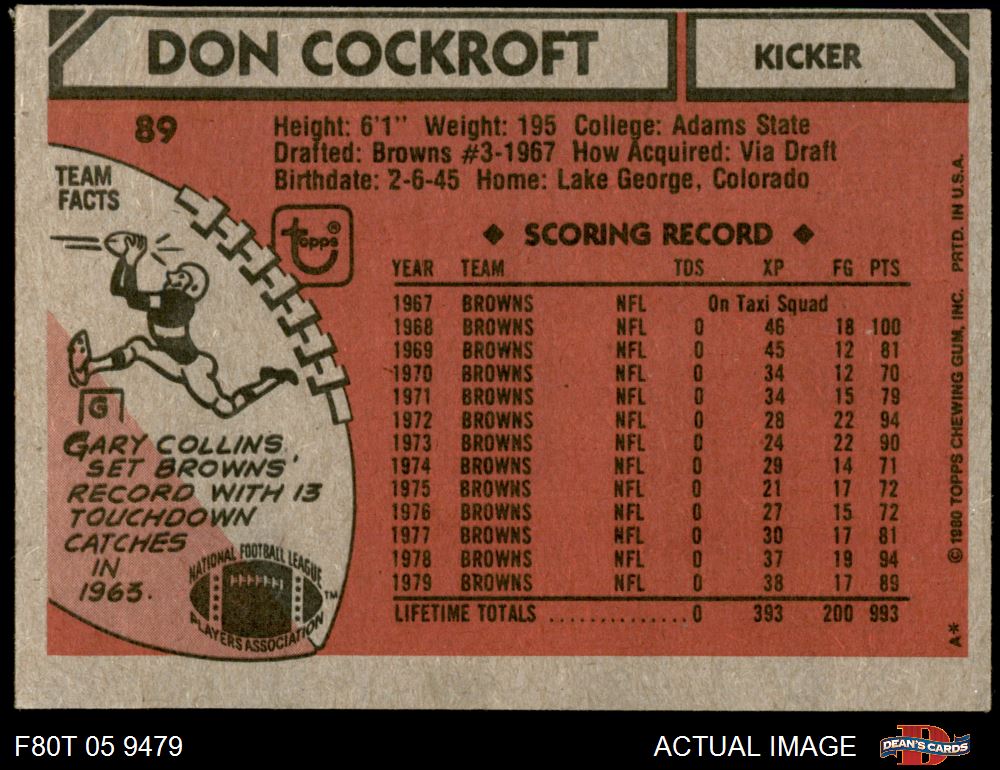 DON COCKROFT
KICKER
89
Height: 6'1" Weight: 195 College: Adams State
Drafted: Browns #3-1967 How Acquired: Via Draft
Birthdate: 2-6-45 Home: Lake George, Colorado
TEAM
FACTS
topps®
◆ SCORING RECORD ◆
YEAR TEAM TDS XP FG PTS
1967 BROWNS NFL On Taxi Squad
1968 BROWNS NFL 0 46 18 100
1969 BROWNS NFL 0 45 12 81
1970 BROWNS NFL 0 34 12 70
1971 BROWNS NFL 0 34 15 79
1972 BROWNS NFL 0 28 22 94
1973 BROWNS NFL 0 24 22 90
1974 BROWNS NFL 0 29 14 71
1975 BROWNS NFL 0 21 17 72
1976 BROWNS NFL 0 27 15 72
1977 BROWNS NFL 0 30 17 81
1978 BROWNS NFL 0 37 19 94
1979 BROWNS NFL 0 38 17 89
LIFETIME TOTALS .............. 0 393 200 993
G
GARY COLLINS
SET BROWNS'
RECORD WITH 13
TOUCHDOWN
CATCHES
IN
1963.
NATIONAL FOOTBALL LEAGUE
PLAYERS ASSOCIATION
TM
© 1980 TOPPS CHEWING GUM, INC. PRTD. IN U.S.A.
A*
F80T 05 9479
ACTUAL IMAGE
D
DEAN'S CARDS